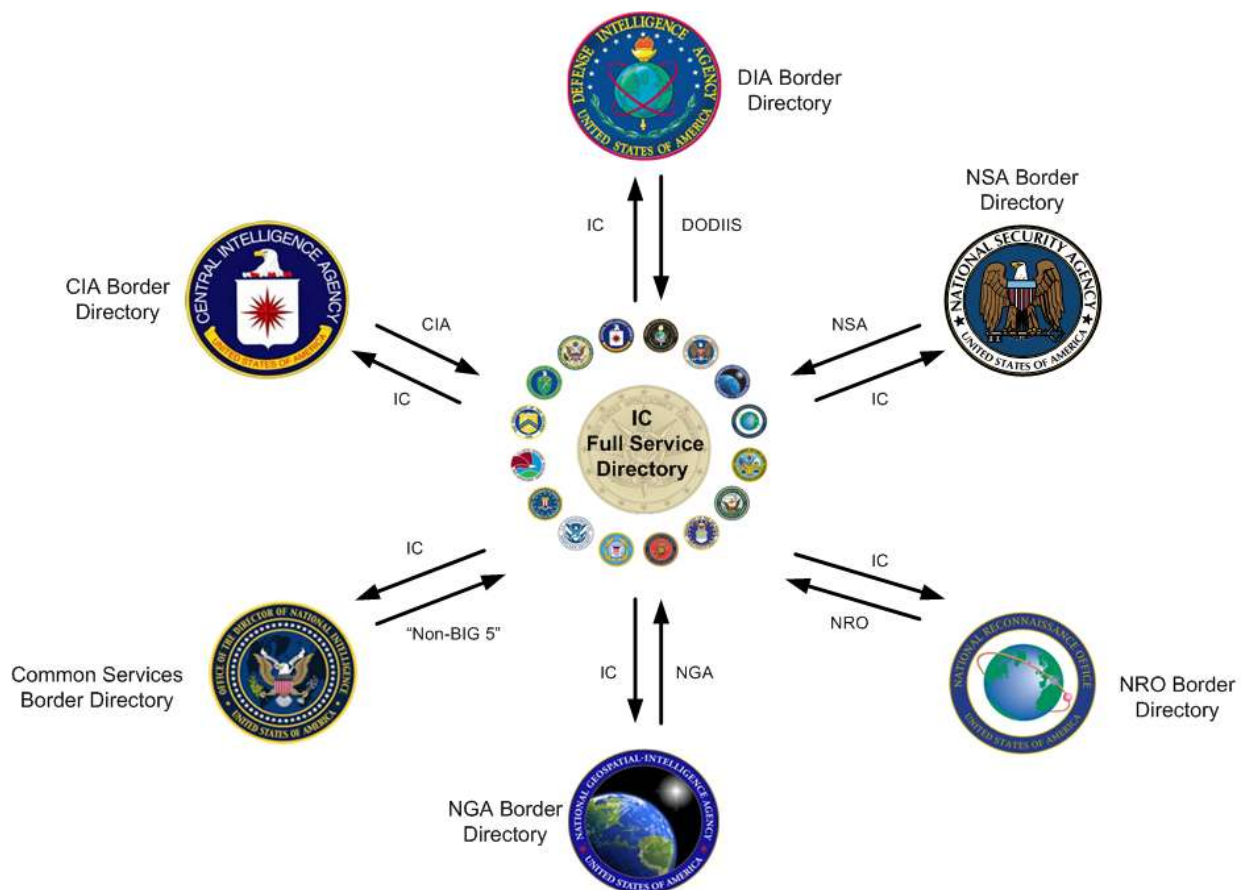 DEFENSE INTELLIGENCE AGENCY
UNITED STATES OF AMERICA
DIA Border
Directory
IC
DODIIS
NSA Border
Directory
NATIONAL SECURITY AGENCY
UNITED STATES OF AMERICA
CENTRAL INTELLIGENCE AGENCY
UNITED STATES OF AMERICA
CIA Border
Directory
CIA
IC
NSA
IC
IC
Full Service
Directory
IC
"Non-BIG 5"
IC
NRO
OFFICE OF THE DIRECTOR OF NATIONAL INTELLIGENCE
UNITED STATES OF AMERICA
Common Services
Border Directory
IC
NGA
NATIONAL RECONNAISSANCE OFFICE
UNITED STATES OF AMERICA
NRO Border
Directory
NGA Border
Directory
NATIONAL GEOSPATIAL-INTELLIGENCE AGENCY
UNITED STATES OF AMERICA